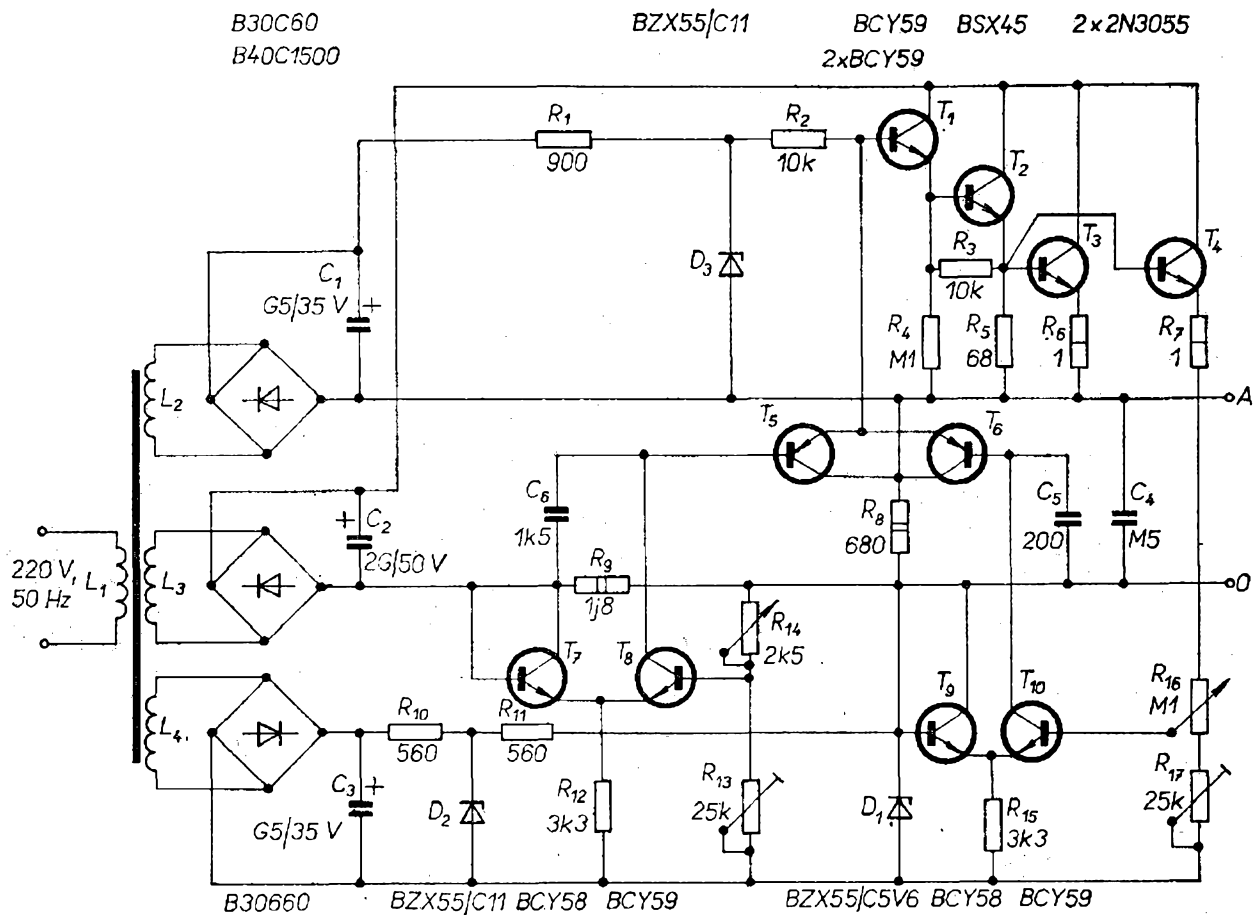 B30C60 BZX55/C11 BCY59 BSX45 2x2N3055
B40C1500 2xBCY59
R1
900
R2
10k
T1
T2
R3
10k
T3
T4
D3
C1
G5/35 V +
R4
M1
R5
68
R6
1
R7
1
L2
A
T5
T6
C6
1k5
R8
680
C5
200
C4
M5
+ C2
2G/50 V
220 V,
50 Hz
L1
L3
R9
1j8
0
R14
2k5
T7
T8
T9
T10
R16
M1
L4
R10
560
R11
560
C3 +
G5/35 V
D2
R12
3k3
R13
25k
D1
R15
3k3
R17
25k
B30660 BZX55/C11 BCY58 BCY59 BZX55/C5V6 BCY58 BCY59